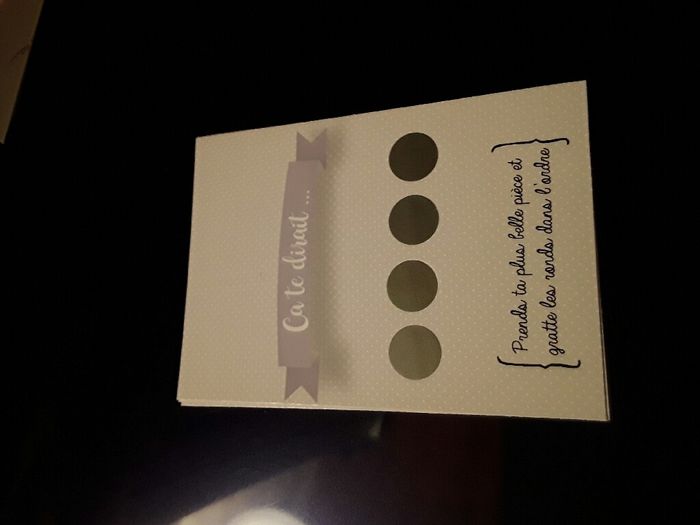 Ça te dirait ...
Prends ta plus belle pièce et
gratte les ronds dans l'ordre